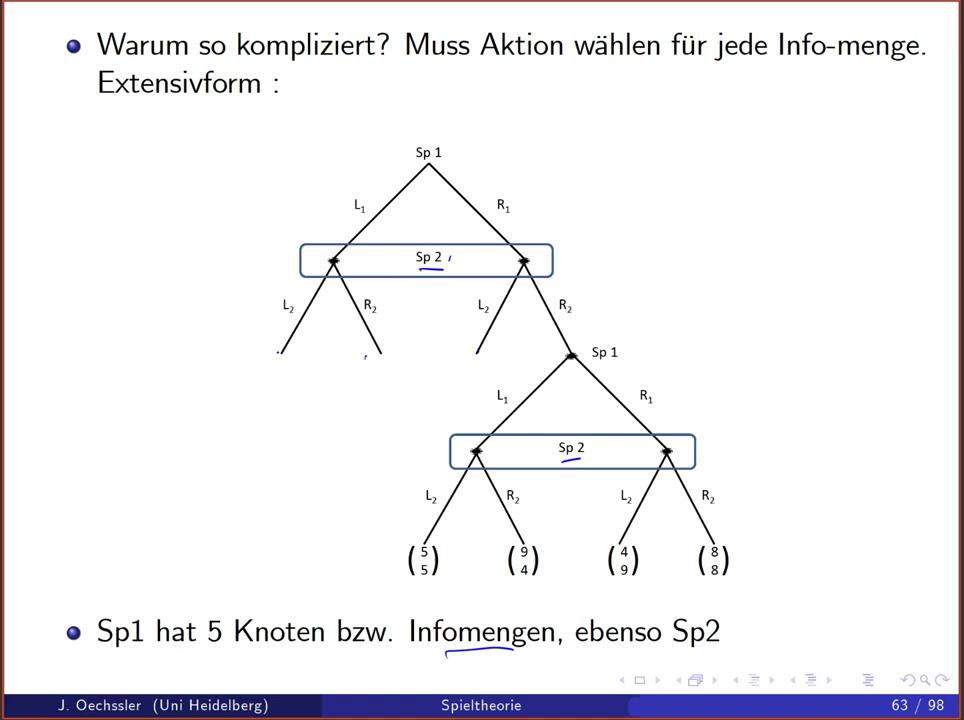 Warum so kompliziert? Muss Aktion wählen für jede Info-menge.
Extensivform :
Sp 1
L₁ R₁
Sp 2
L₂ R₂ L₂ R₂
Sp 1
L₁ R₁
Sp 2
L₂ R₂ L₂ R₂
5 9 4 8
5 4 9 8
Sp1 hat 5 Knoten bzw. Infomengen, ebenso Sp2
J. Oechssler (Uni Heidelberg) Spieltheorie 63 / 98